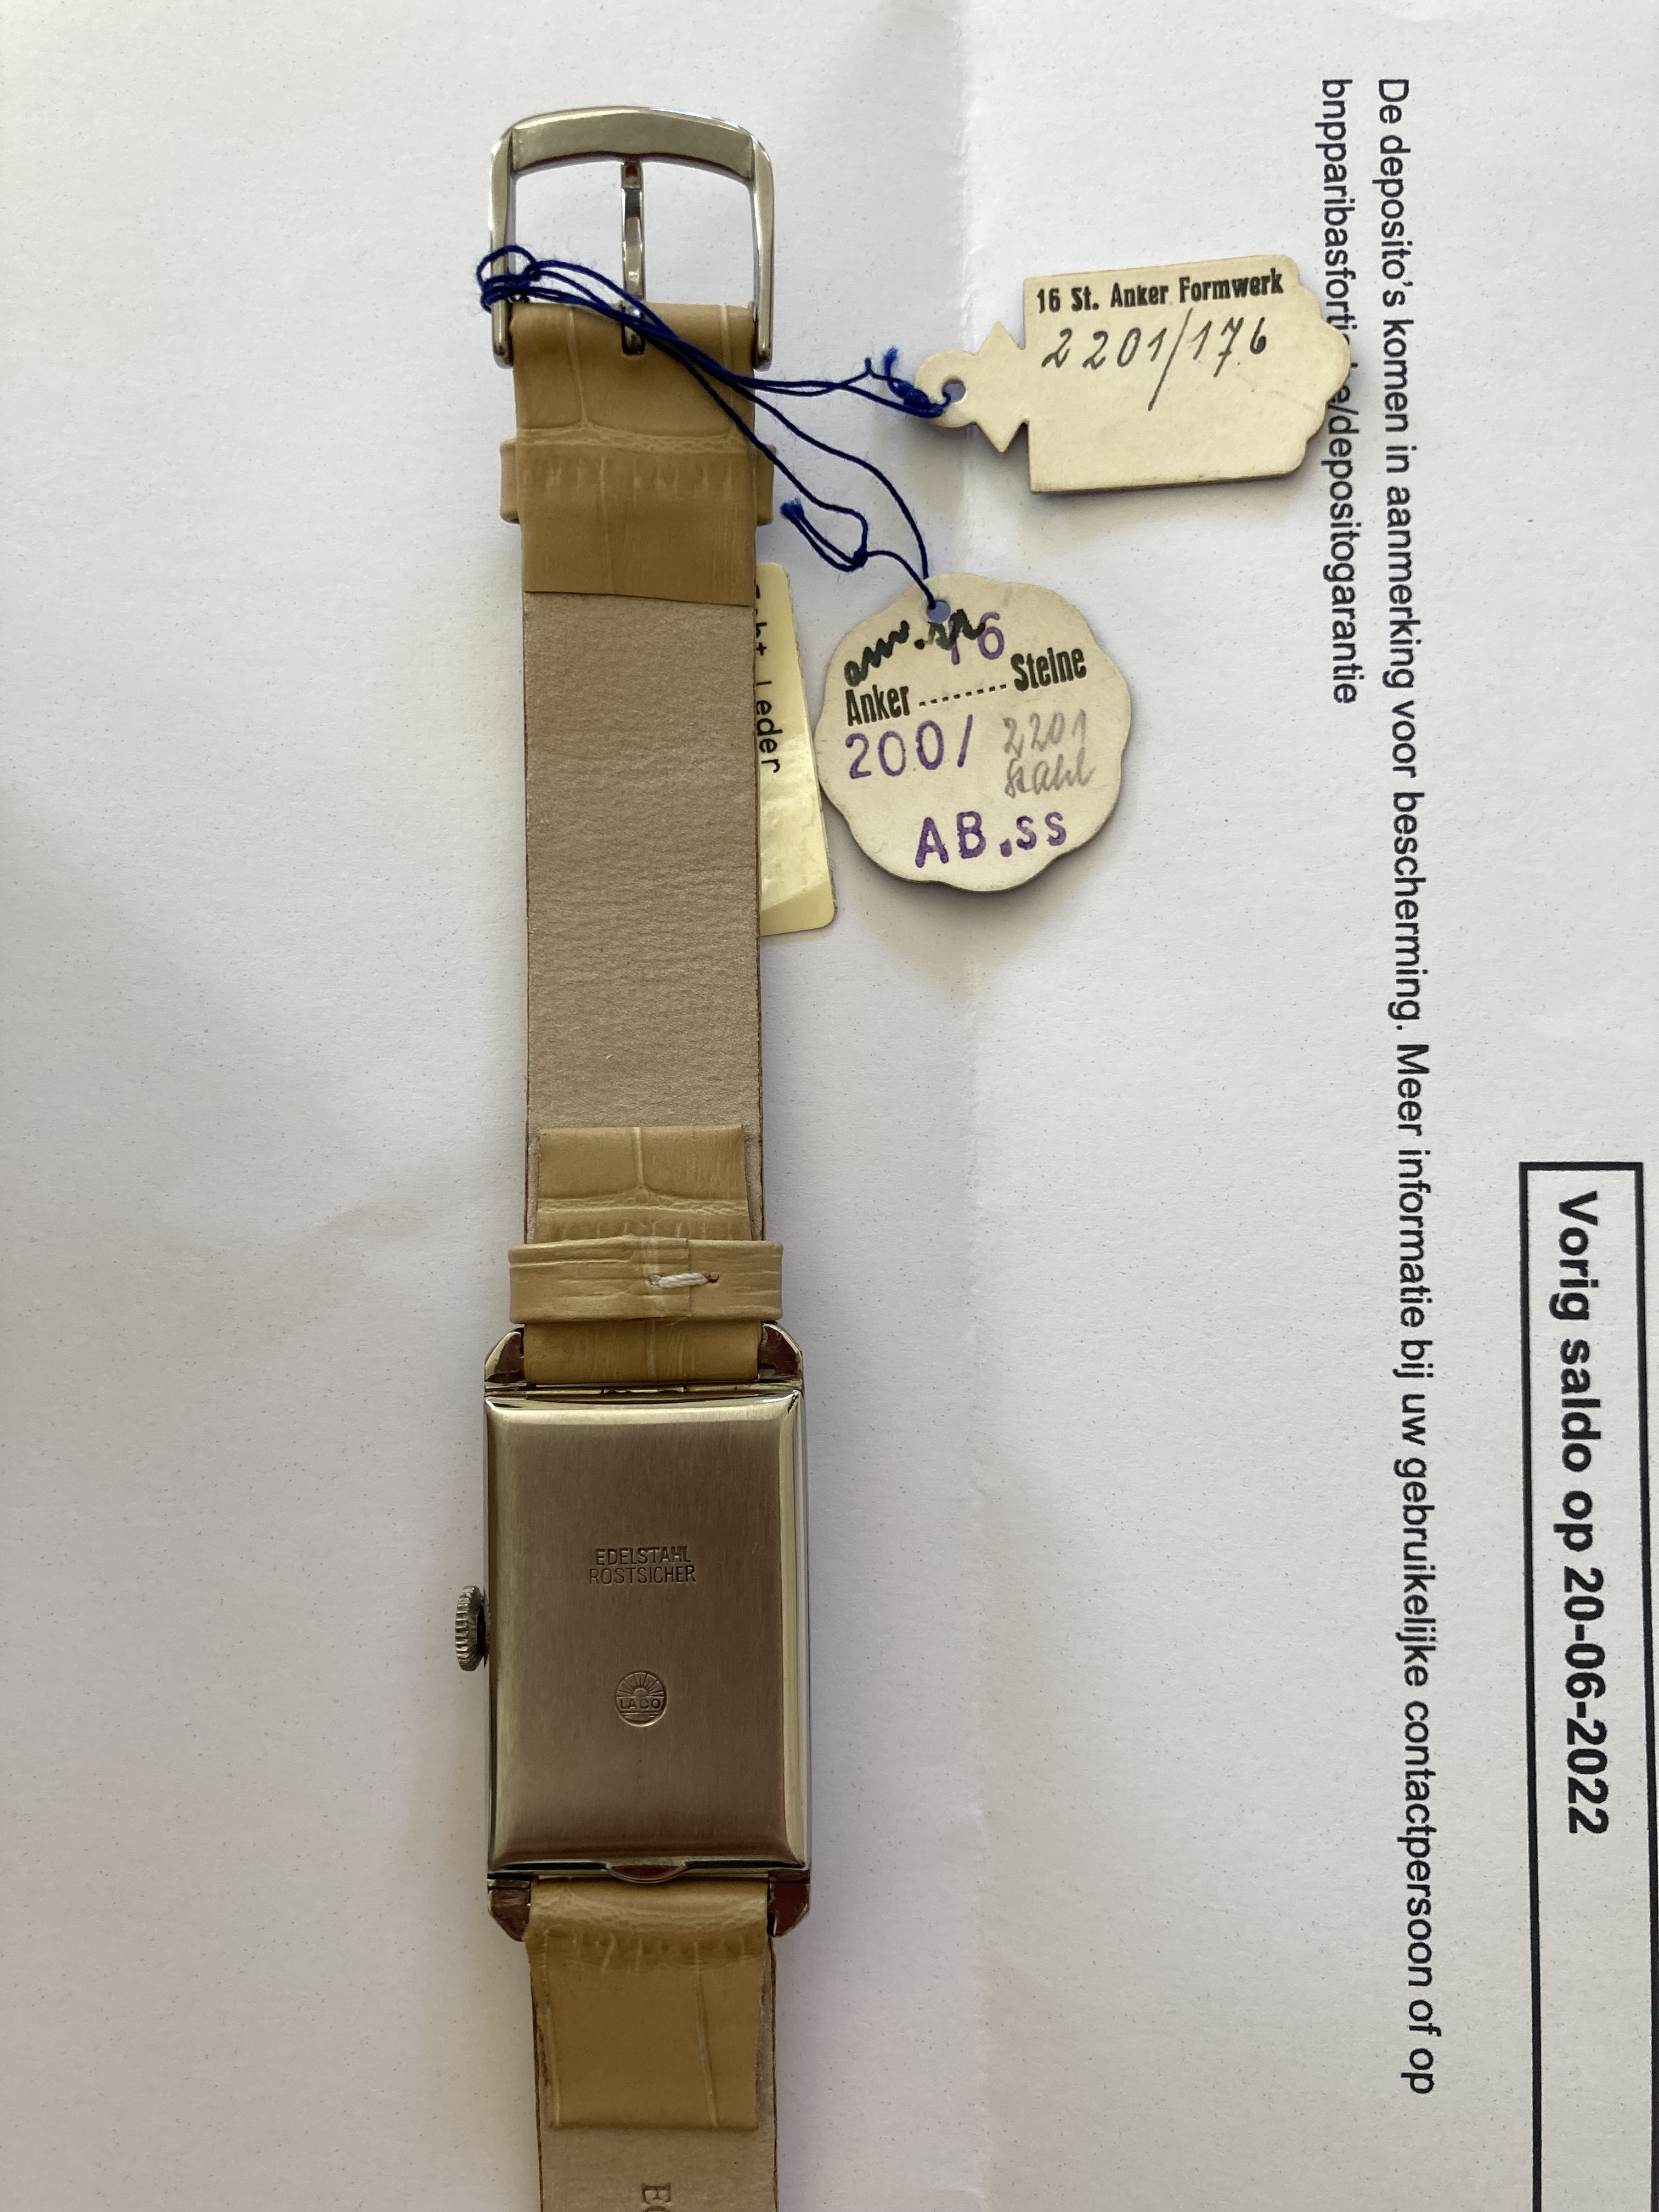 16 St. Anker Formwerk
2201/176
16
Anker ........ Steine
200/ 2201
Stahl
AB.SS
Leder
EDELSTAHL
ROSTSICHER
LACO
De deposito's komen in aanmerking voor bescherming. Meer informatie bij uw gebruikelijke contactpersoon of op
depositogarantie
Vorig saldo op 20-06-2022